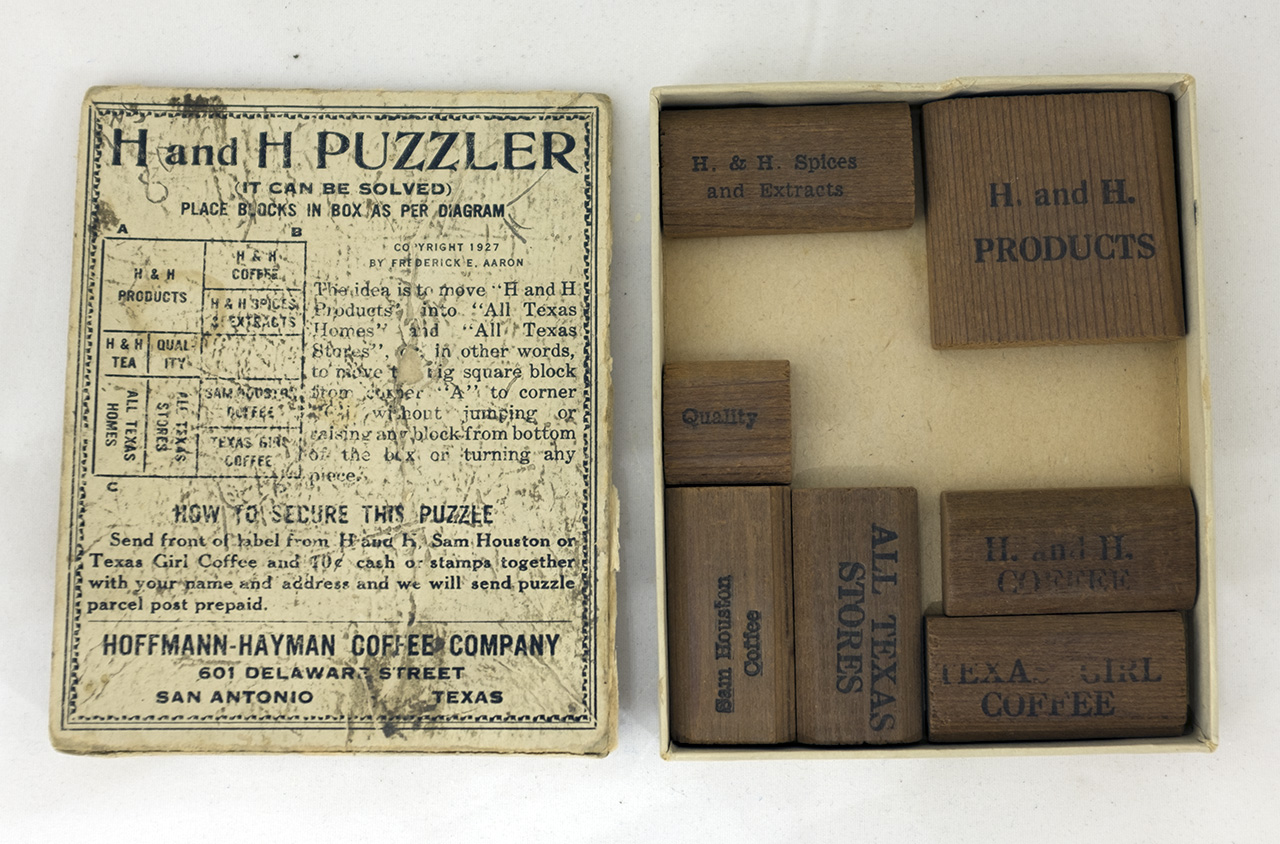 H and H PUZZLER
(IT CAN BE SOLVED)
PLACE BLOCKS IN BOX AS PER DIAGRAM
A
B
H & H
PRODUCTS
H & H
COFFEE
H & H SPICES
& EXTRACTS
H & H
TEA
QUAL-
ITY
ALL TEXAS
HOMES
ALL TEXAS
STORES
SAM HOUSTON
COFFEE
TEXAS GIRL
COFFEE
C
COPYRIGHT 1927
BY FREDERICK E. AARON
The idea is to move "H and H
Products" into "All Texas
Homes" and "All Texas
Stores", in other words,
to move big square block
from corner "A" to corner
without jumping or
raising any block from bottom
of the box or turning any
piece.
HOW TO SECURE THIS PUZZLE
Send front of label from H and H, Sam Houston or
Texas Girl Coffee and 10¢ cash or stamps together
with your name and address and we will send puzzle
parcel post prepaid.
HOFFMANN-HAYMAN COFFEE COMPANY
601 DELAWARE STREET
SAN ANTONIO TEXAS
H. & H. Spices
and Extracts
H. and H.
PRODUCTS
Quality
Sam Houston
Coffee
ALL TEXAS
STORES
H. and H.
COFFEE
TEXAS GIRL
COFFEE